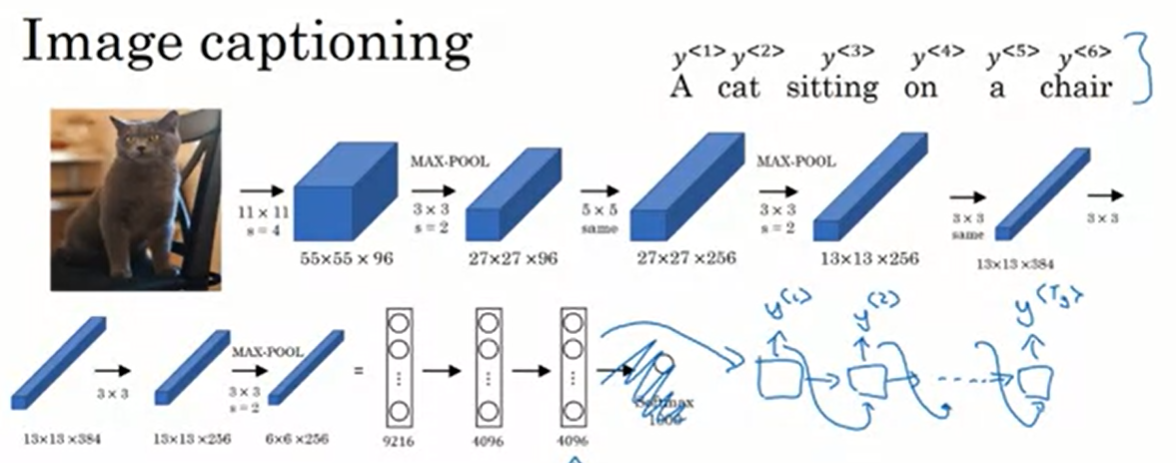 Image captioning
y<1> y<2> y<3> y<4> y<5> y<6>
A cat sitting on a chair
MAX-POOL
MAX-POOL
11 × 11
s = 4
3 × 3
s = 2
5 × 5
same
3 × 3
s = 2
3 × 3
same
3 × 3
55×55 × 96
27×27 ×96
27×27 ×256
13×13 ×256
13×13 ×384
y<1>
y<2>
y<Ty>
MAX-POOL
=
3 × 3
3 × 3
s = 2
Softmax
1000
13×13 ×384
13×13 ×256
6×6 ×256
9216
4096
4096